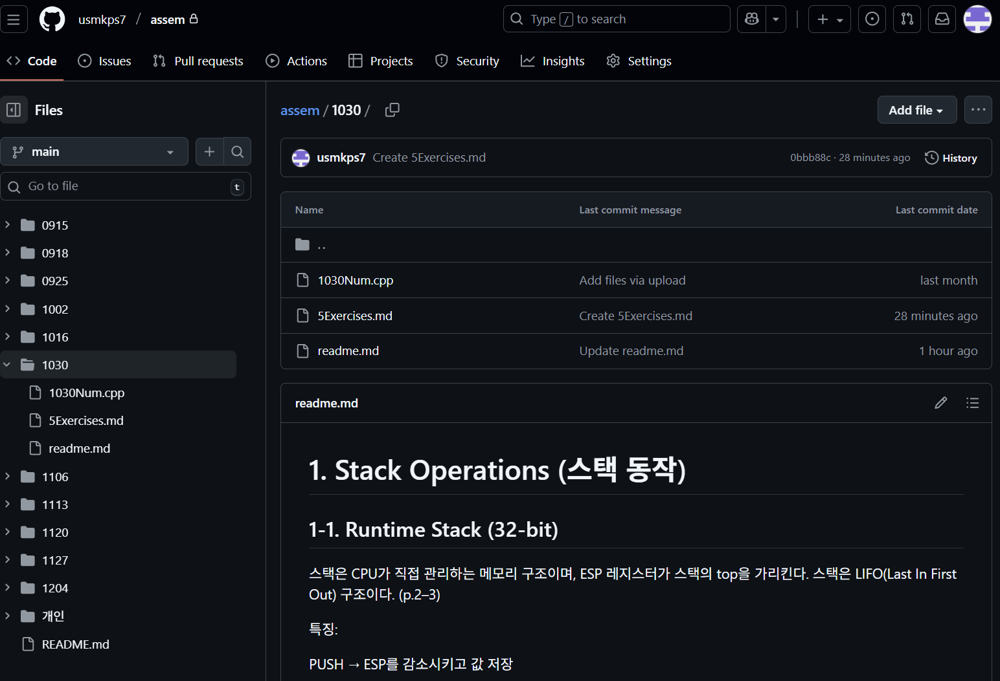 usmkps7 / assem
Type / to search
Code
Issues
Pull requests
Actions
Projects
Security
Insights
Settings
Files
main
Go to file
t
0915
0918
0925
1002
1016
1030
1030Num.cpp
5Exercises.md
readme.md
1106
1113
1120
1127
1204
개인
README.md
assem / 1030 /
Add file
usmkps7 Create 5Exercises.md
0bbb88c · 28 minutes ago
History
Name Last commit message Last commit date
..
1030Num.cpp Add files via upload last month
5Exercises.md Create 5Exercises.md 28 minutes ago
readme.md Update readme.md 1 hour ago
readme.md
1. Stack Operations (스택 동작)
1-1. Runtime Stack (32-bit)
스택은 CPU가 직접 관리하는 메모리 구조이며, ESP 레지스터가 스택의 top을 가리킨다. 스택은 LIFO(Last In First
Out) 구조이다. (p.2–3)
특징:
PUSH → ESP를 감소시키고 값 저장